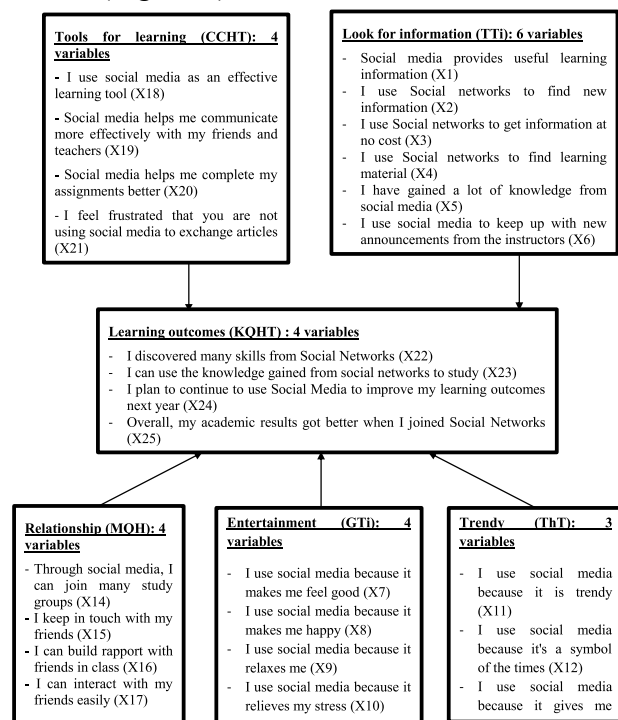 Tools for learning (CCHT): 4
variables
- I use social media as an effective
learning tool (X18)
- Social media helps me communicate
more effectively with my friends and
teachers (X19)
- Social media helps me complete my
assignments better (X20)
- I feel frustrated that you are not
using social media to exchange articles
(X21)
Look for information (TTi): 6 variables
- Social media provides useful learning
information (X1)
- I use Social networks to find new
information (X2)
- I use Social networks to get information at
no cost (X3)
- I use Social networks to find learning
material (X4)
- I have gained a lot of knowledge from
social media (X5)
- I use social media to keep up with new
announcements from the instructors (X6)
Learning outcomes (KQHT) : 4 variables
- I discovered many skills from Social Networks (X22)
- I can use the knowledge gained from social networks to study (X23)
- I plan to continue to use Social Media to improve my learning outcomes
next year (X24)
- Overall, my academic results got better when I joined Social Networks
(X25)
Relationship (MQH): 4
variables
- Through social media, I
can join many study
groups (X14)
- I keep in touch with my
friends (X15)
- I can build rapport with
friends in class (X16)
- I can interact with my
friends easily (X17)
Entertainment (GTi): 4
variables
- I use social media because it
makes me feel good (X7)
- I use social media because it
makes me happy (X8)
- I use social media because it
relaxes me (X9)
- I use social media because it
relieves my stress (X10)
Trendy (ThT): 3
variables
- I use social media
because it is trendy
(X11)
- I use social media
because it's a symbol
of the times (X12)
- I use social media
because it gives me